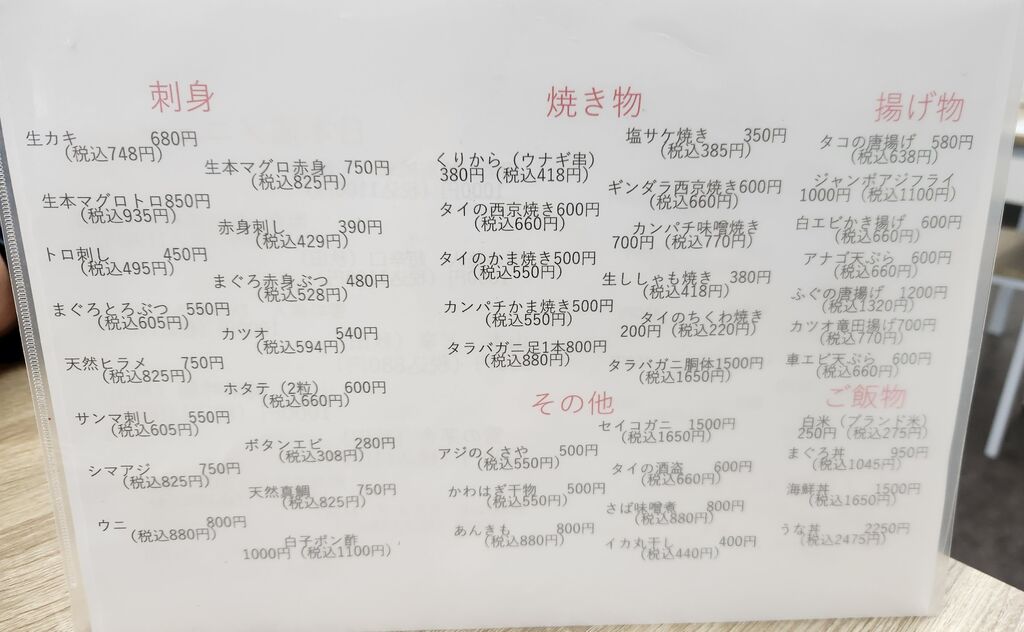 刺身
生カキ 680円
(税込748円)
生本マグロ赤身 750円
(税込825円)
生本マグロトロ850円
(税込935円)
赤身刺し 390円
(税込429円)
トロ刺し 450円
(税込495円)
まぐろ赤身ぶつ 480円
(税込528円)
まぐろとろぶつ 550円
(税込605円)
カツオ 540円
(税込594円)
天然ヒラメ 750円
(税込825円)
ホタテ (2粒) 600円
(税込660円)
サンマ刺し 550円
(税込605円)
ボタンエビ 280円
(税込308円)
シマアジ 750円
(税込825円)
天然真鯛 750円
(税込825円)
ウニ 800円
(税込880円)
白子ポン酢
1000円 (税込1100円)
焼き物
くりから (ウナギ串)
380円 (税込418円)
タイの西京焼き600円
(税込660円)
タイのかま焼き500円
(税込550円)
カンパチかま焼き500円
(税込550円)
タラバガニ足1本800円
(税込880円)
塩サケ焼き 350円
(税込385円)
ギンダラ西京焼き600円
(税込660円)
カンパチ味噌焼き
700円 (税込770円)
生ししゃも焼き 380円
(税込418円)
タイのちくわ焼き
200円 (税込220円)
タラバガニ胴体1500円
(税込1650円)
その他
アジのくさや 500円
(税込550円)
かわはぎ干物 500円
(税込550円)
あんきも 800円
(税込880円)
セイコガニ 1500円
(税込1650円)
タイの酒盗 600円
(税込660円)
さば味噌煮 800円
(税込880円)
イカ丸干し 400円
(税込440円)
揚げ物
タコの唐揚げ 580円
(税込638円)
ジャンボアジフライ
1000円 (税込1100円)
白エビかき揚げ 600円
(税込660円)
アナゴ天ぷら 600円
(税込660円)
ふぐの唐揚げ 1200円
(税込1320円)
カツオ竜田揚げ700円
(税込770円)
車エビ天ぷら 600円
(税込660円)
ご飯物
白米 (ブランド米)
250円 (税込275円)
まぐろ丼 950円
(税込1045円)
海鮮丼 1500円
(税込1650円)
うな丼 2250円
(税込2475円)